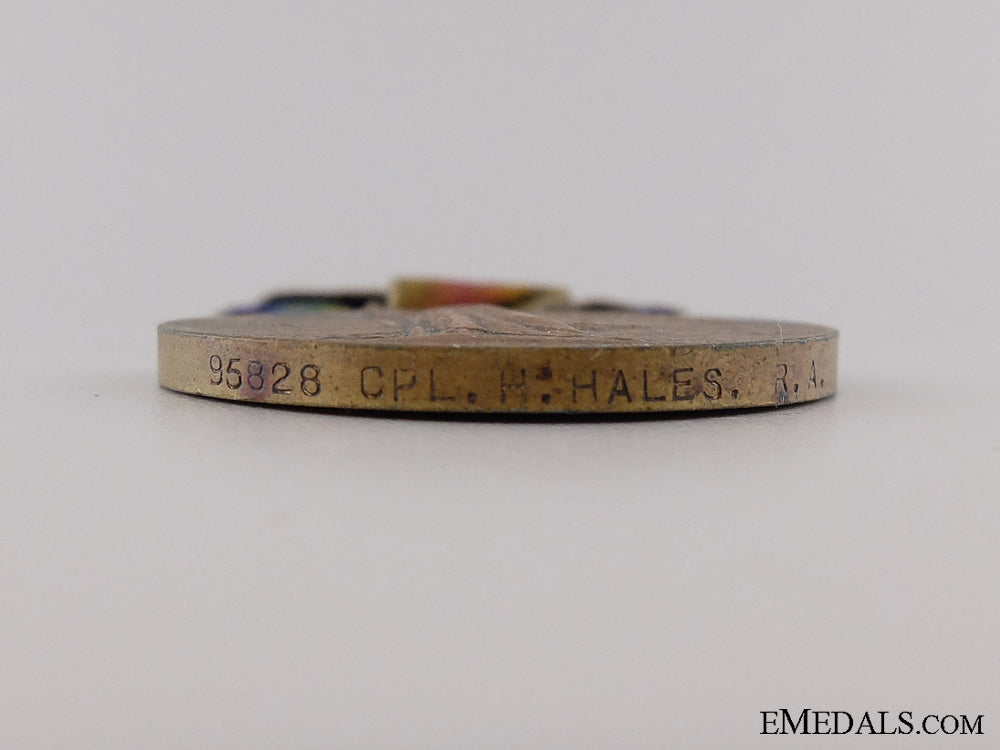 95828 CPL. H. HALES. R.A.
EMEDALS.COM